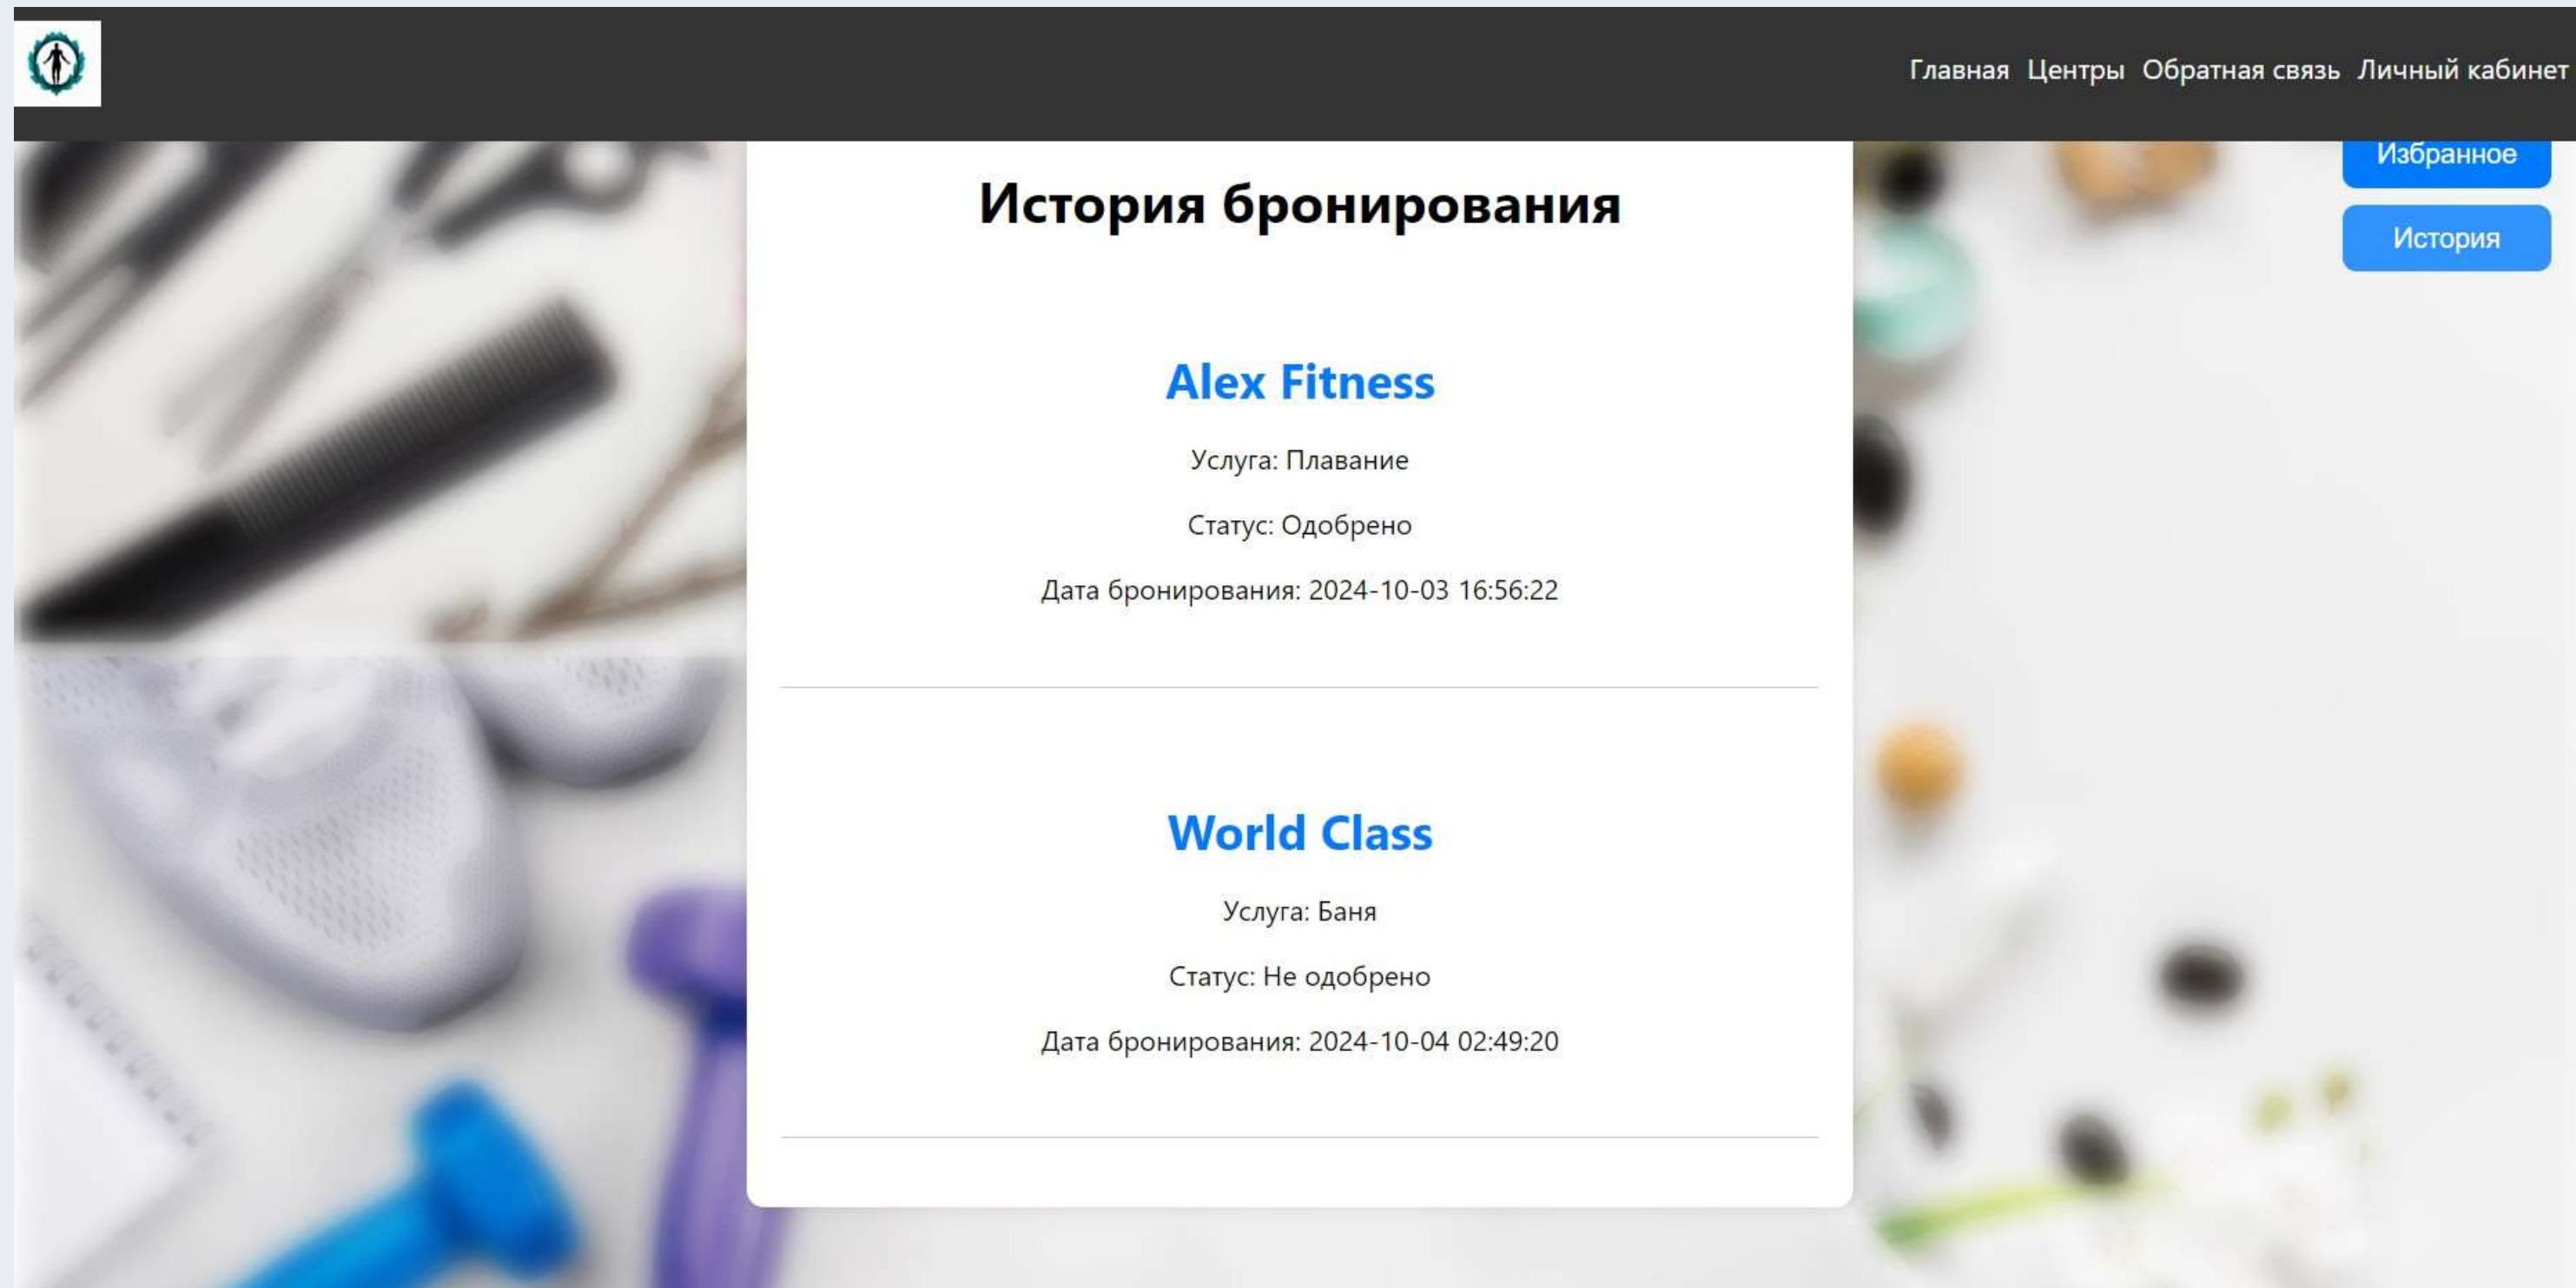 Главная Центры Обратная связь Личный кабинет
Избранное
История
История бронирования
Alex Fitness
Услуга: Плавание
Статус: Одобрено
Дата бронирования: 2024-10-03 16:56:22
World Class
Услуга: Баня
Статус: Не одобрено
Дата бронирования: 2024-10-04 02:49:20